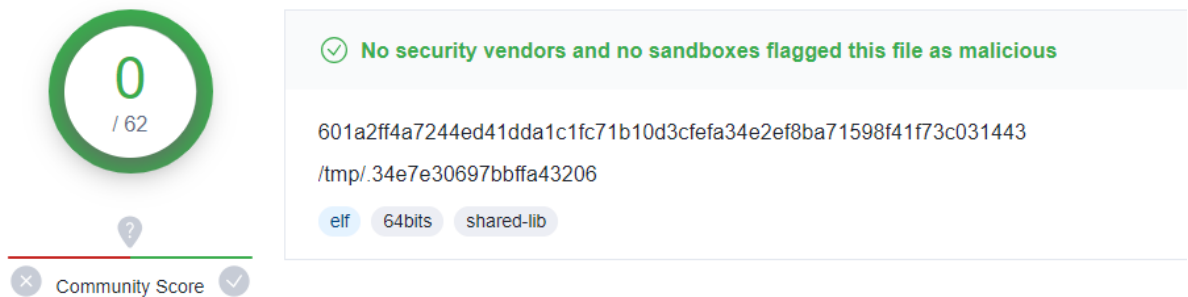 0
/ 62
Community Score
No security vendors and no sandboxes flagged this file as malicious
601a2ff4a7244ed41dda1c1fc71b10d3cfefa34e2ef8ba71598f41f73c031443
/tmp/.34e7e30697bbffa43206
elf 64bits shared-lib